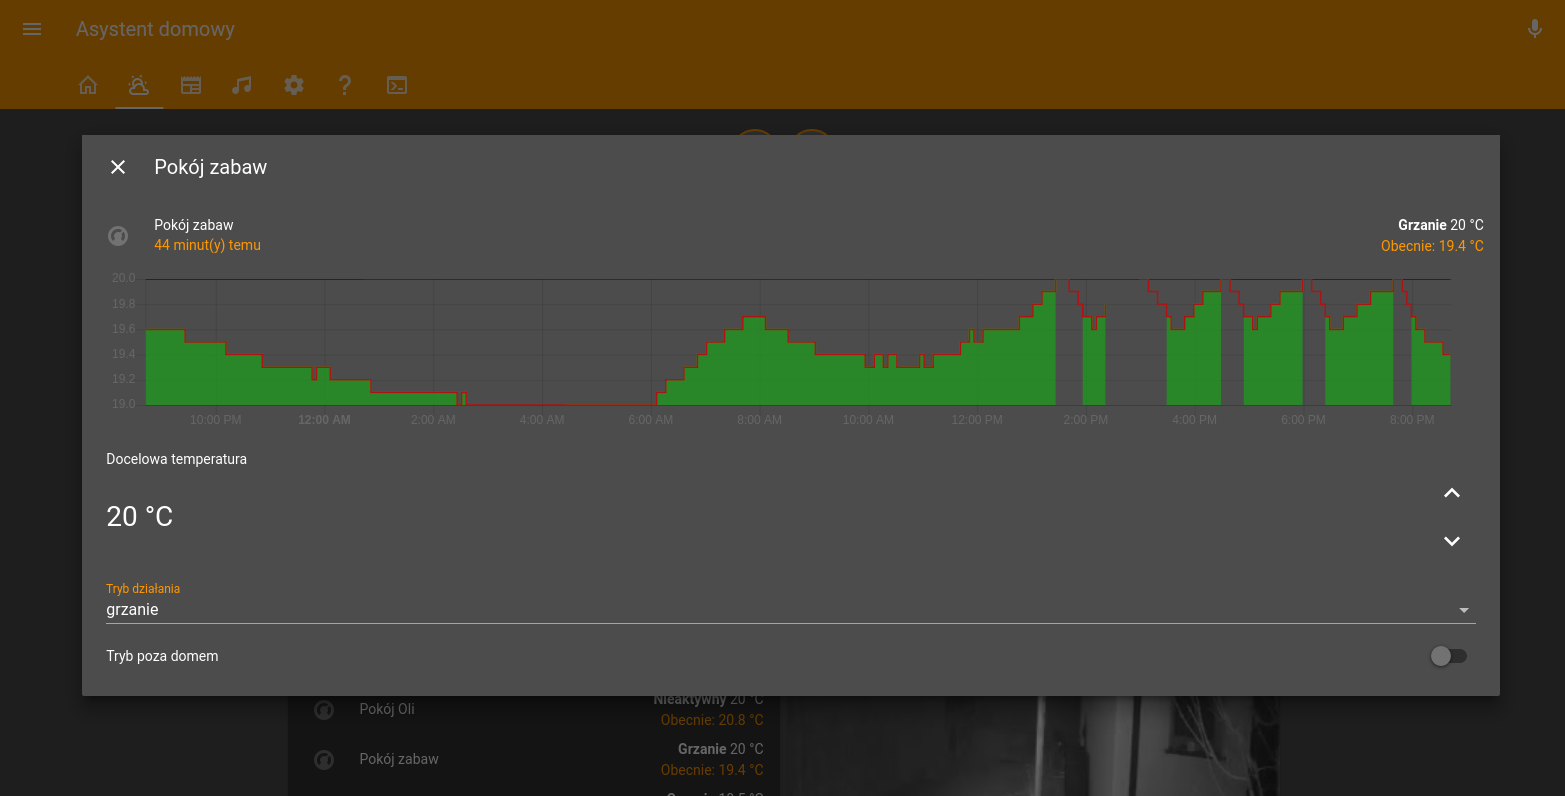 Asystent domowy
Pokój zabaw
Pokój zabaw
44 minut(y) temu
Grzanie 20 °C
Obecnie: 19.4 °C
20.0
19.8
19.6
19.4
19.2
19.0
10:00 PM 12:00 AM 2:00 AM 4:00 AM 6:00 AM 8:00 AM 10:00 AM 12:00 PM 2:00 PM 4:00 PM 6:00 PM 8:00 PM
Docelowa temperatura
20 °C
Tryb działania
grzanie
Tryb poza domem
Pokój Oli
Nieaktywny 20 °C
Obecnie: 20.8 °C
Pokój zabaw
Grzanie 20 °C
Obecnie: 19.4 °C